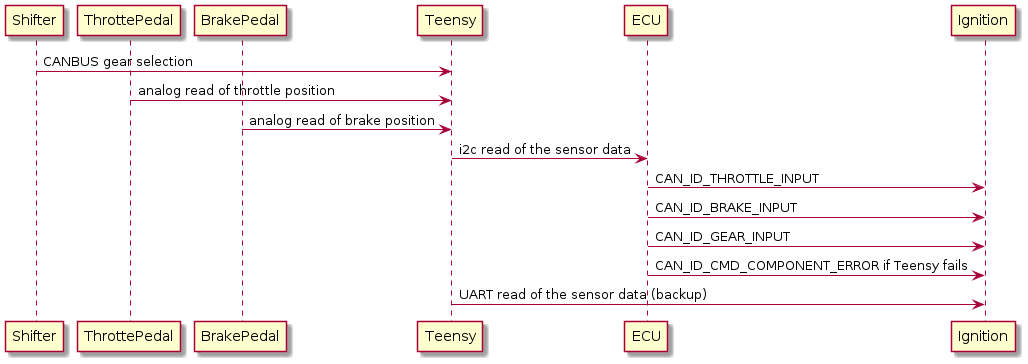 Shifter ThrottePedal BrakePedal Teensy ECU Ignition
CANBUS gear selection
analog read of throttle position
analog read of brake position
i2c read of the sensor data
CAN_ID_THROTTLE_INPUT
CAN_ID_BRAKE_INPUT
CAN_ID_GEAR_INPUT
CAN_ID_CMD_COMPONENT_ERROR if Teensy fails
UART read of the sensor data (backup)
Shifter ThrottePedal BrakePedal Teensy ECU Ignition